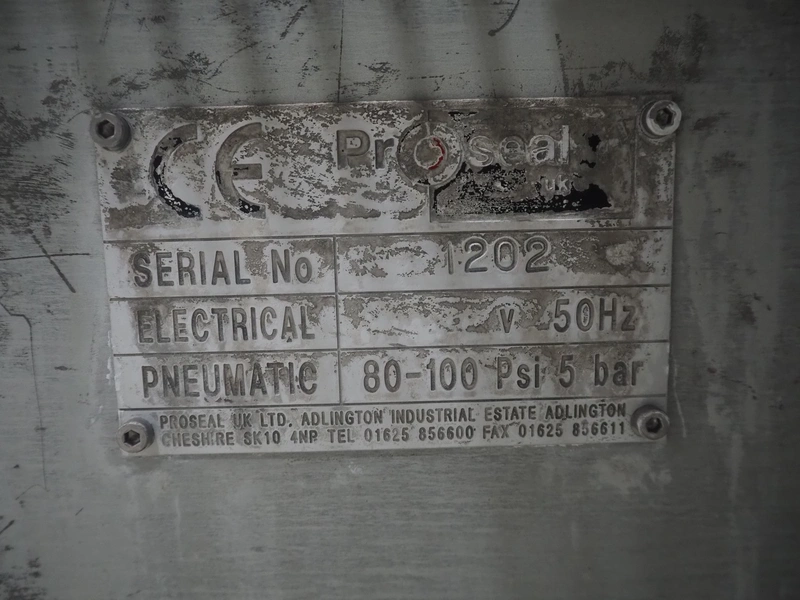 CE Proseal
UK
SERIAL No 1202
ELECTRICAL V 50Hz
PNEUMATIC 80-100 Psi 5 bar
PROSEAL UK LTD. ADLINGTON INDUSTRIAL ESTATE ADLINGTON
CHESHIRE SK10 4NP TEL 01625 856600 FAX 01625 856611